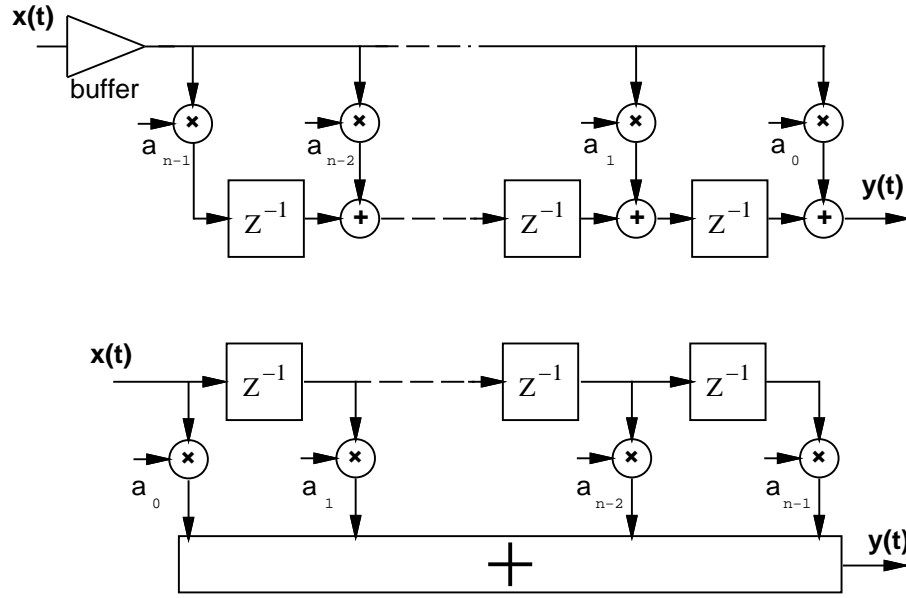 x(t)
buffer
× × × ×
a n-1 a n-2 a 1 a 0
y(t)
Z⁻¹ + Z⁻¹ + Z⁻¹ +
x(t)
Z⁻¹ Z⁻¹ Z⁻¹
× × × ×
a 0 a 1 a n-2 a n-1
y(t)
+